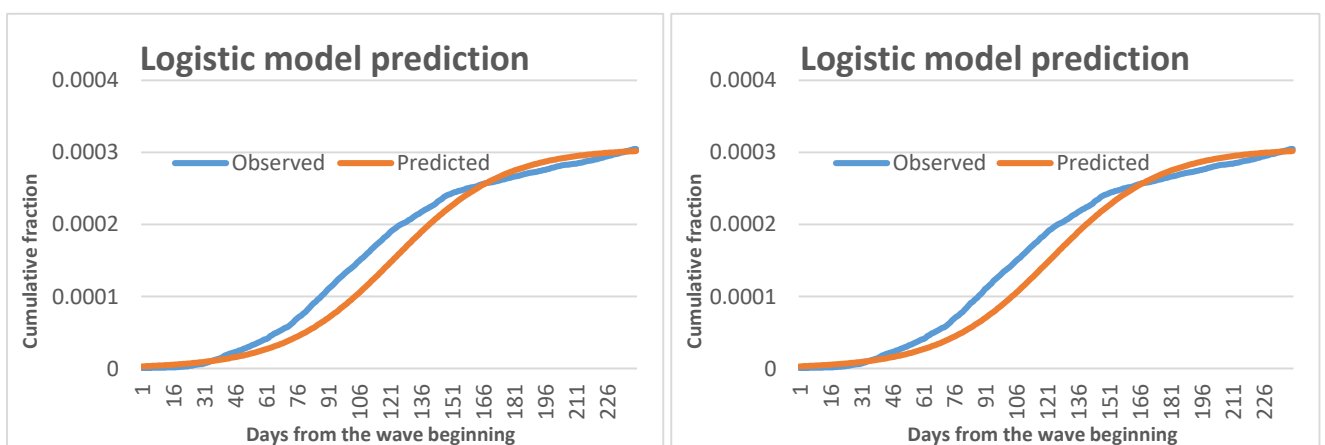 Logistic model prediction
0.0004
0.0003
0.0002
0.0001
0
Cumulative fraction
Observed Predicted
1 16 31 46 61 76 91 106 121 136 151 166 181 196 211 226
Days from the wave beginning
Logistic model prediction
0.0004
0.0003
0.0002
0.0001
0
Cumulative fraction
Observed Predicted
1 16 31 46 61 76 91 106 121 136 151 166 181 196 211 226
Days from the wave beginning